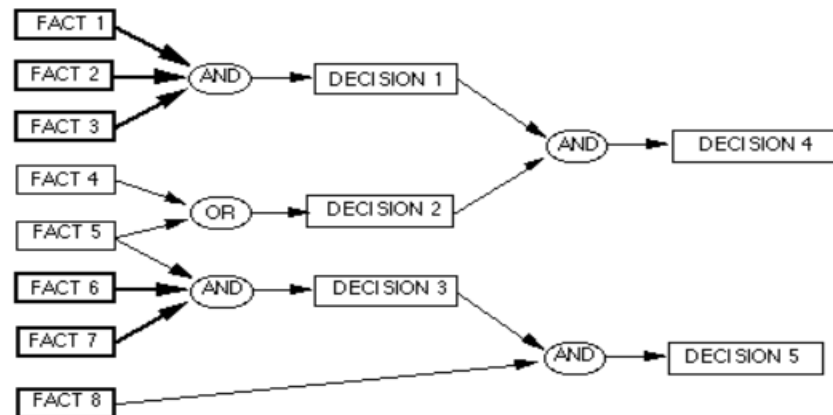 FACT 1
FACT 2
AND
DECISION 1
FACT 3
AND
DECISION 4
FACT 4
OR
DECISION 2
FACT 5
FACT 6
AND
DECISION 3
FACT 7
AND
DECISION 5
FACT 8